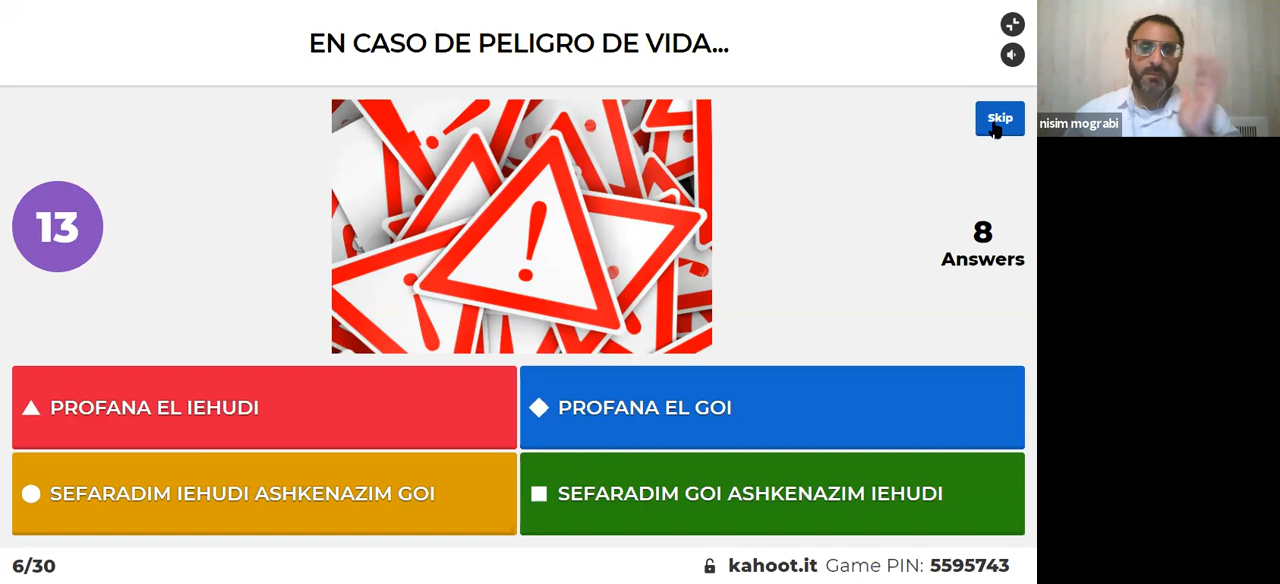 EN CASO DE PELIGRO DE VIDA...
Skip
nisim mograbi
13
8
Answers
PROFANA EL IEHUDI
PROFANA EL GOI
SEFARADIM IEHUDI ASHKENAZIM GOI
SEFARADIM GOI ASHKENAZIM IEHUDI
6/30
kahoot.it Game PIN: 5595743